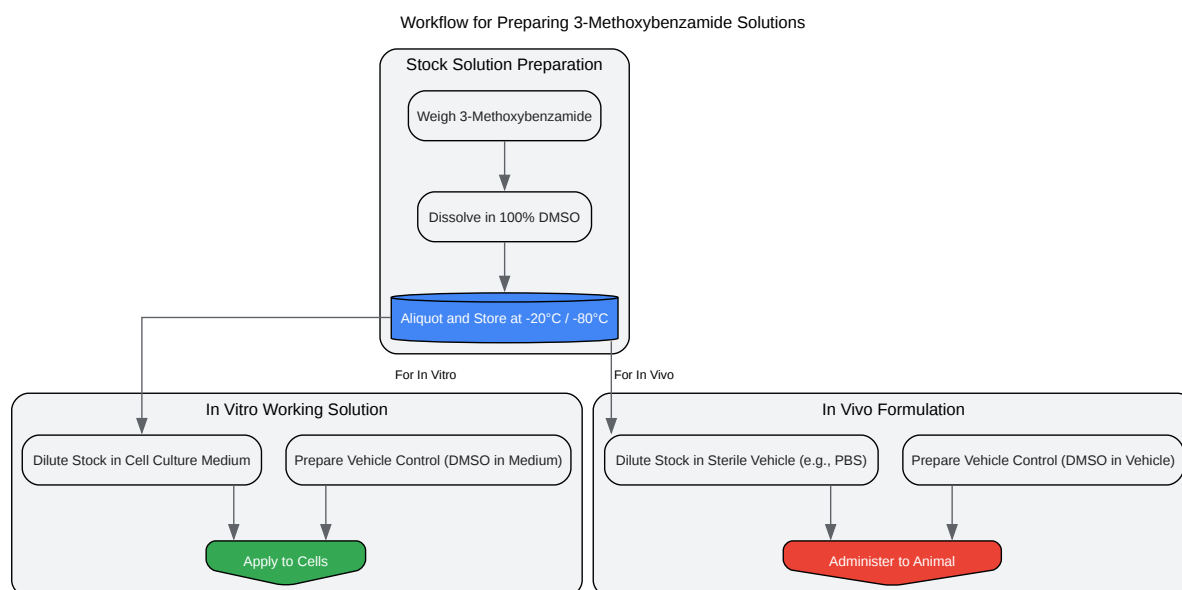 Workflow for Preparing 3-Methoxybenzamide Solutions
Stock Solution Preparation
Weigh 3-Methoxybenzamide
Dissolve in 100% DMSO
Aliquot and Store at -20°C / -80°C
For In Vitro
For In Vivo
In Vitro Working Solution
Dilute Stock in Cell Culture Medium
Prepare Vehicle Control (DMSO in Medium)
Apply to Cells
In Vivo Formulation
Dilute Stock in Sterile Vehicle (e.g., PBS)
Prepare Vehicle Control (DMSO in Vehicle)
Administer to Animal